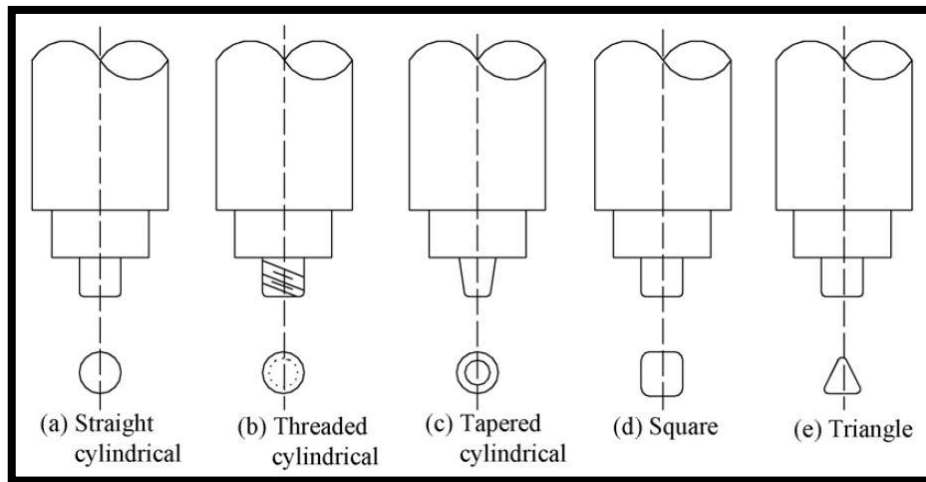 (a) Straight
cylindrical
(b) Threaded
cylindrical
(c) Tapered
cylindrical
(d) Square
(e) Triangle